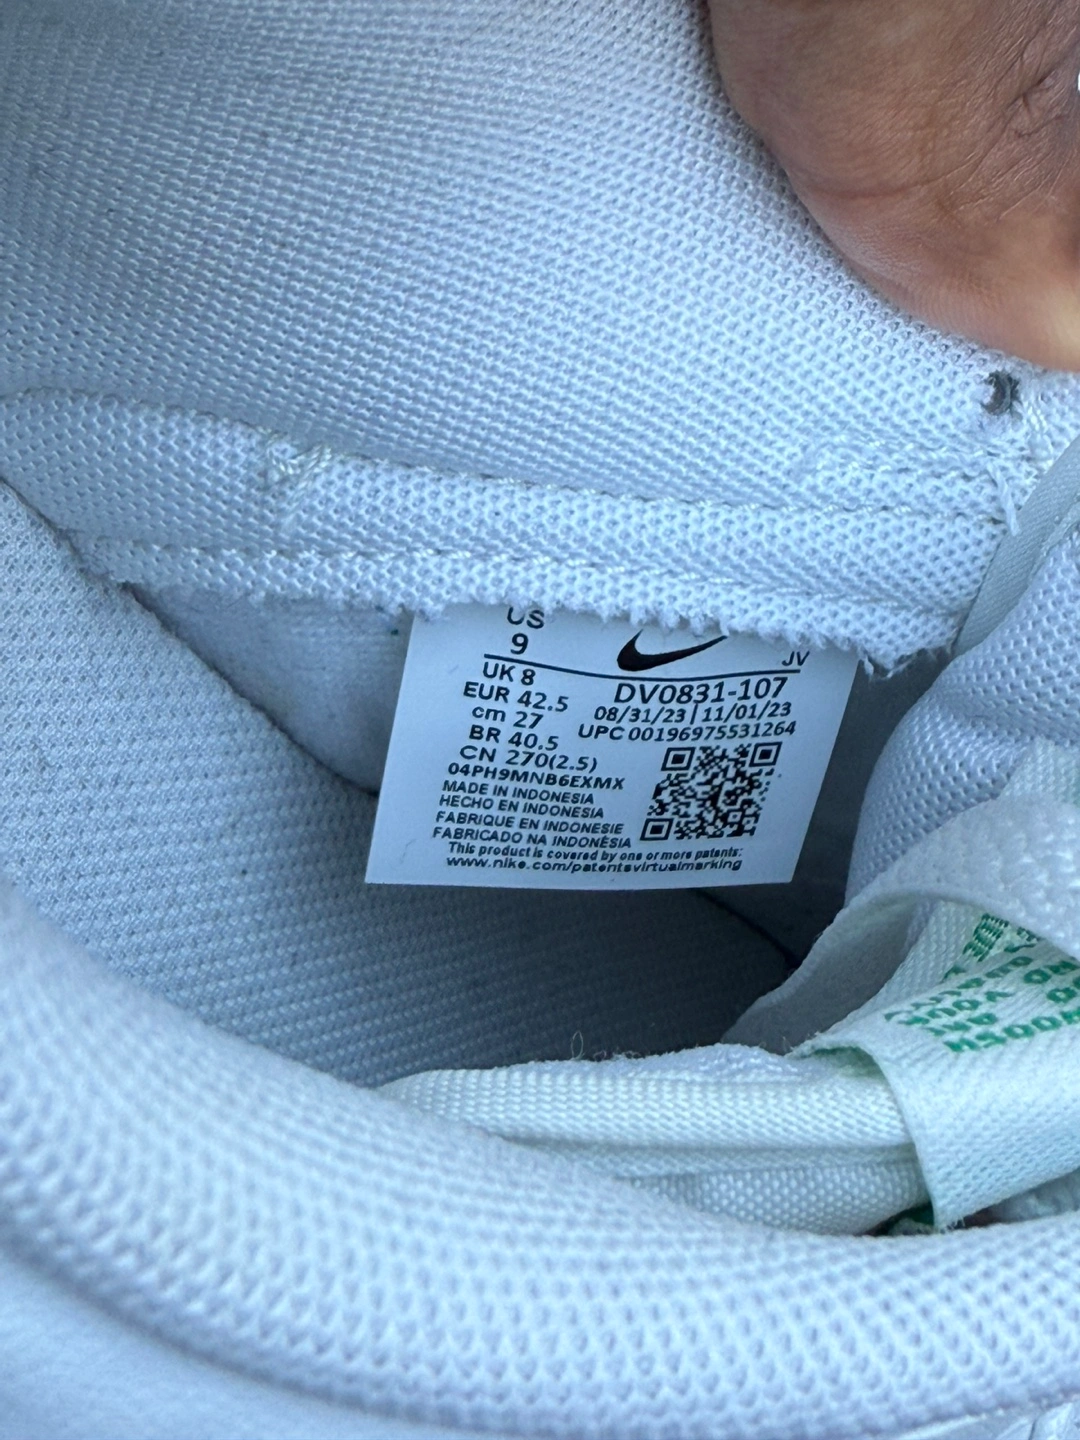 US
9
JV
UK 8
EUR 42.5
cm 27
BR 40.5
CN 270(2.5)
DV0831-107
08/31/23 | 11/01/23
UPC 00196975531264
04PH9MNB6EXMX
MADE IN INDONESIA
HECHO EN INDONESIA
FABRIQUE EN INDONESIE
FABRICADO NA INDONÉSIA
This product is covered by one or more patents:
www.nike.com/patentsvirtualmarking